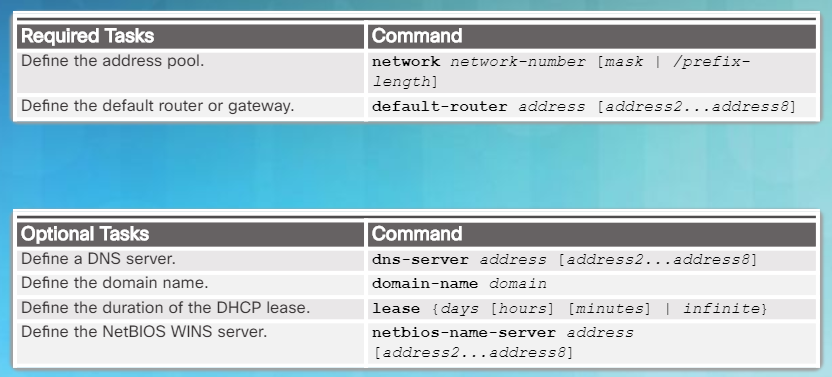 Required Tasks Command
Define the address pool. network network-number [mask | /prefix-
length]
Define the default router or gateway. default-router address [address2...address8]
Optional Tasks Command
Define a DNS server. dns-server address [address2...address8]
Define the domain name. domain-name domain
Define the duration of the DHCP lease. lease {days [hours] [minutes] | infinite}
Define the NetBIOS WINS server. netbios-name-server address
[address2...address8]